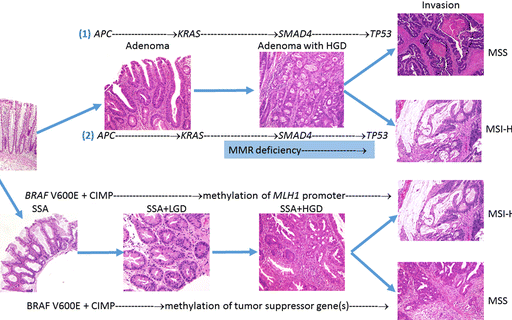 Invasion
(1) APC------------------>KRAS-------------------->SMAD4------------->TP53
Adenoma
Adenoma with HGD
MSS
(2) APC------------------>KRAS-------------------->SMAD4------------->TP53
MMR deficiency----------------->
MSI-H
BRAF V600E + CIMP---------------------->methylation of MLH1 promoter----------->
SSA
SSA+LGD
SSA+HGD
MSI-H
BRAF V600E + CIMP------------>methylation of tumor suppressor gene(s)--------->
MSS